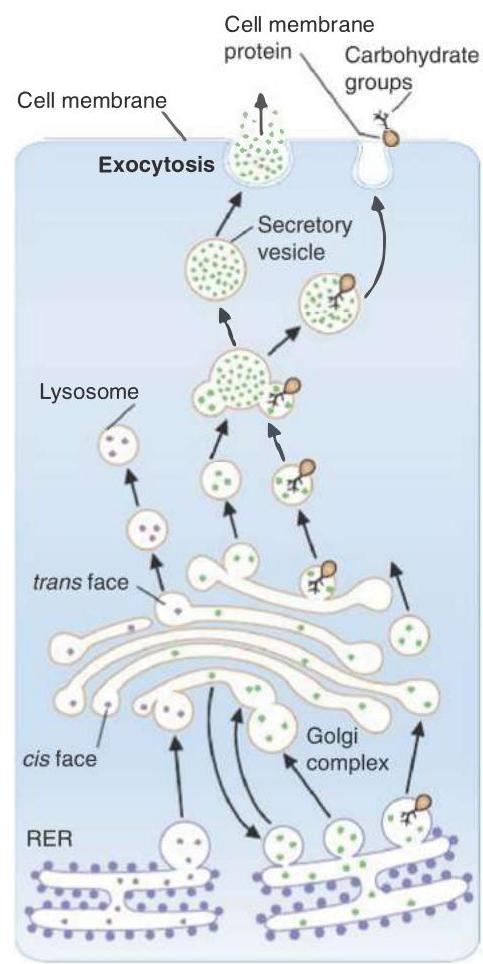 Cell membrane
protein
Carbohydrate
groups
Cell membrane
Exocytosis
Secretory
vesicle
Lysosome
trans face
cis face
Golgi
complex
RER